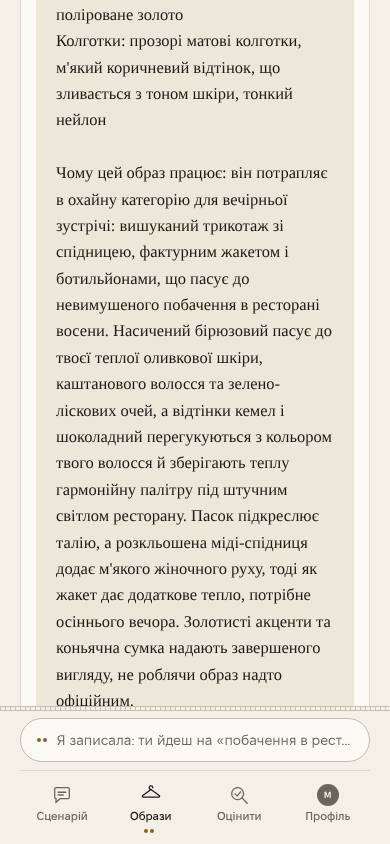 поліроване золото
Колготки: прозорі матові колготки,
м'який коричневий відтінок, що
зливається з тоном шкіри, тонкий
нейлон
Чому цей образ працює: він потрапляє
в охайну категорію для вечірньої
зустрічі: вишуканий трикотаж зі
спідницею, фактурним жакетом і
ботильйонами, що пасує до
невимушеного побачення в ресторані
восени. Насичений бірюзовий пасує до
твоєї теплої оливкової шкіри,
каштанового волосся та зелено-
ліскових очей, а відтінки кемел і
шоколадний перегукуються з кольором
твого волосся й зберігають теплу
гармонійну палітру під штучним
світлом ресторану. Пасок підкреслює
талію, а розкльошена міді-спідниця
додає м'якого жіночного руху, тоді як
жакет дає додаткове тепло, потрібне
осіннього вечора. Золотисті акценти та
коньячна сумка надають завершеного
вигляду, не роблячи образ надто
офіційним.
Я записала: ти йдеш на «побачення в рест...
Сценарій
Образи
Оцінити
М
Профіль